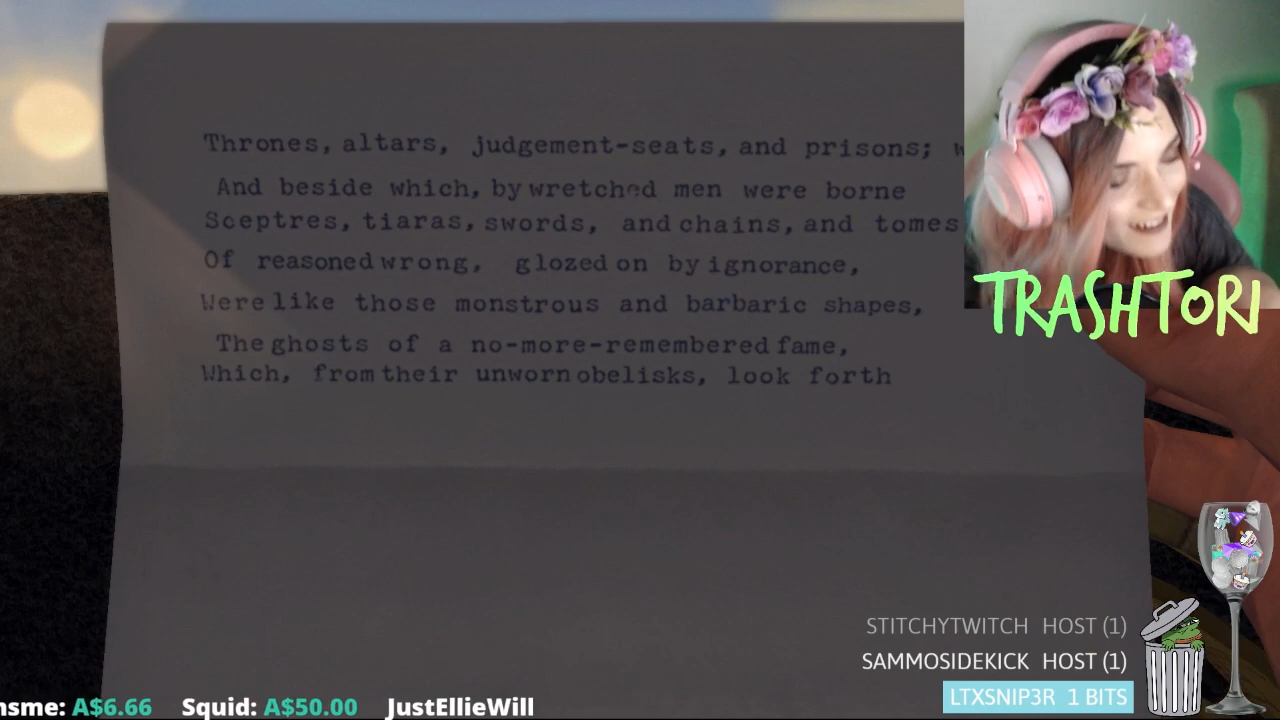 Thrones, altars, judgement-seats, and prisons; w
And beside which, by wretched men were borne
Sceptres, tiaras, swords, and chains, and tomes
Of reasoned wrong, glozed on by ignorance,
Were like those monstrous and barbaric shapes,
The ghosts of a no-more-remembered fame,
Which, from their unworn obelisks, look forth
TRASHTORI
STITCHYTWITCH HOST (1)
SAMMOSIDEKICK HOST (1)
LTXSNIP3R 1 BITS
nsme: A$6.66 Squid: A$50.00 JustEllieWill